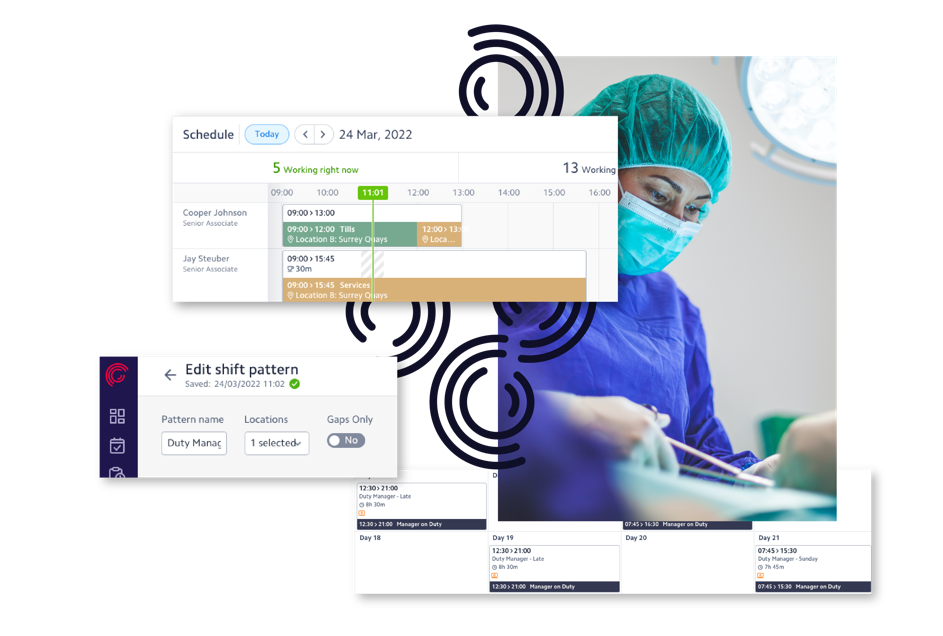 Schedule Today 24 Mar, 2022
5 Working right now 13 Working
09:00 10:00 11:01 12:00 13:00 14:00 15:00 16:00
Cooper Johnson
Senior Associate
09:00 > 13:00
09:00 > 12:00 Tills 12:00 > 13:0
Location B: Surrey Quays Loca...
Jay Steuber
Senior Associate
09:00 > 15:45
30m
09:00 > 15:45 Services
Location B: Surrey Quays
Edit shift pattern
Saved: 24/03/2022 11:02
Pattern name Locations Gaps Only
Duty Manag 1 selected No
12:30 > 21:00
Duty Manager - Late
8h 30m
12:30 > 21:00 Manager on Duty 07:45 > 16:30 Manager on Duty
Day 18 Day 19 Day 20 Day 21
12:30 > 21:00
Duty Manager - Late
8h 30m
12:30 > 21:00 Manager on Duty
07:45 > 15:30
Duty Manager - Sunday
7h 45m
07:45 > 15:30 Manager on Duty